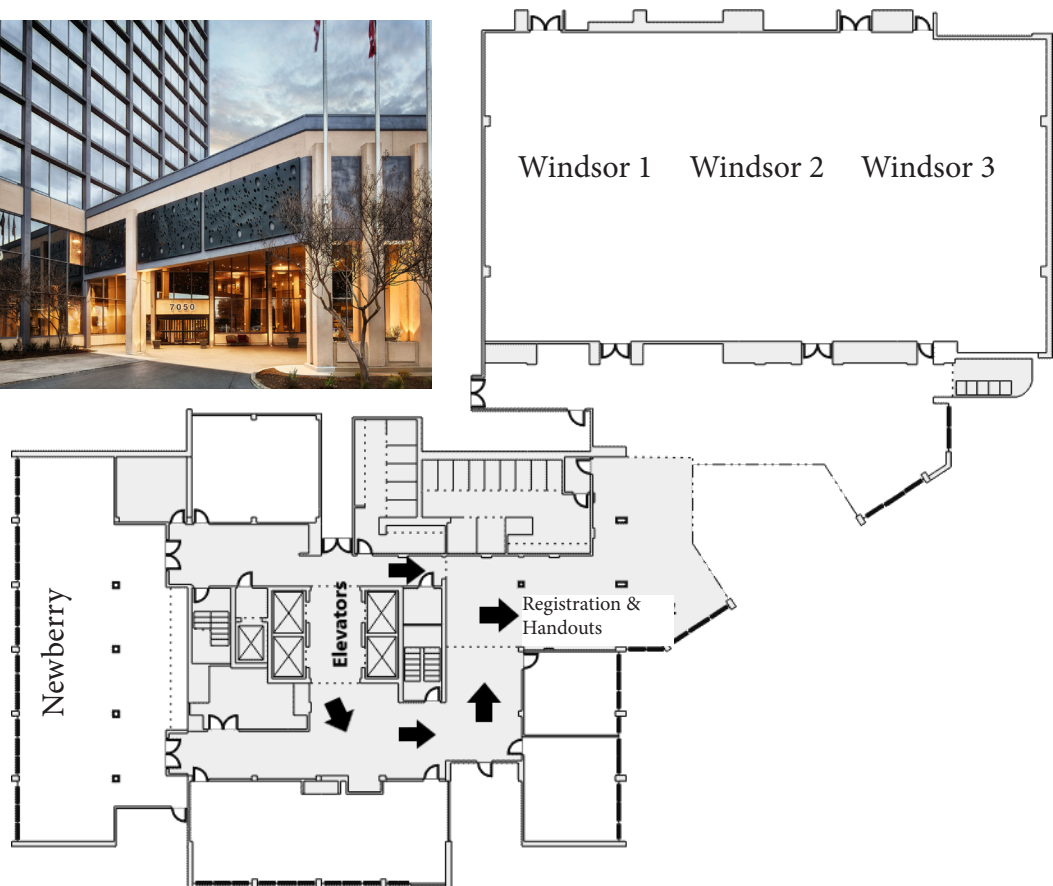 7050
Windsor 1 Windsor 2 Windsor 3
Elevators
Registration &
Handouts
Newberry